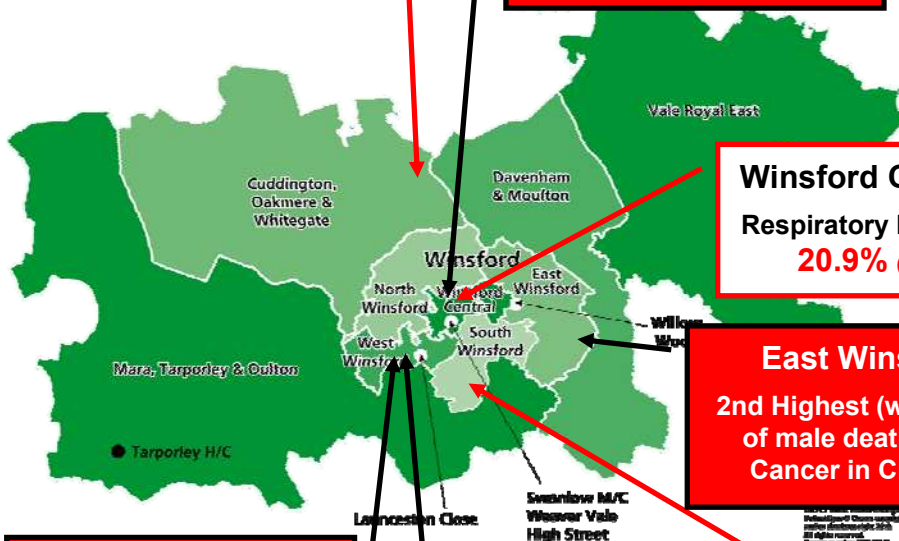 Vale Royal East
Cuddington,
Oakmere &
Whitegate
Davenham
& Moulton
Winsford C
Respiratory
20.9%
Winsford
North
Winsford
Central
East
Winsford
West
South
Winsford
Mara, Tarporley & Oulton
East Wins
2nd Highest (w
of male deat
Cancer in C
Tarporley H/C
Launceston Close
Swanlow M/C
Weaver Vale
High Street